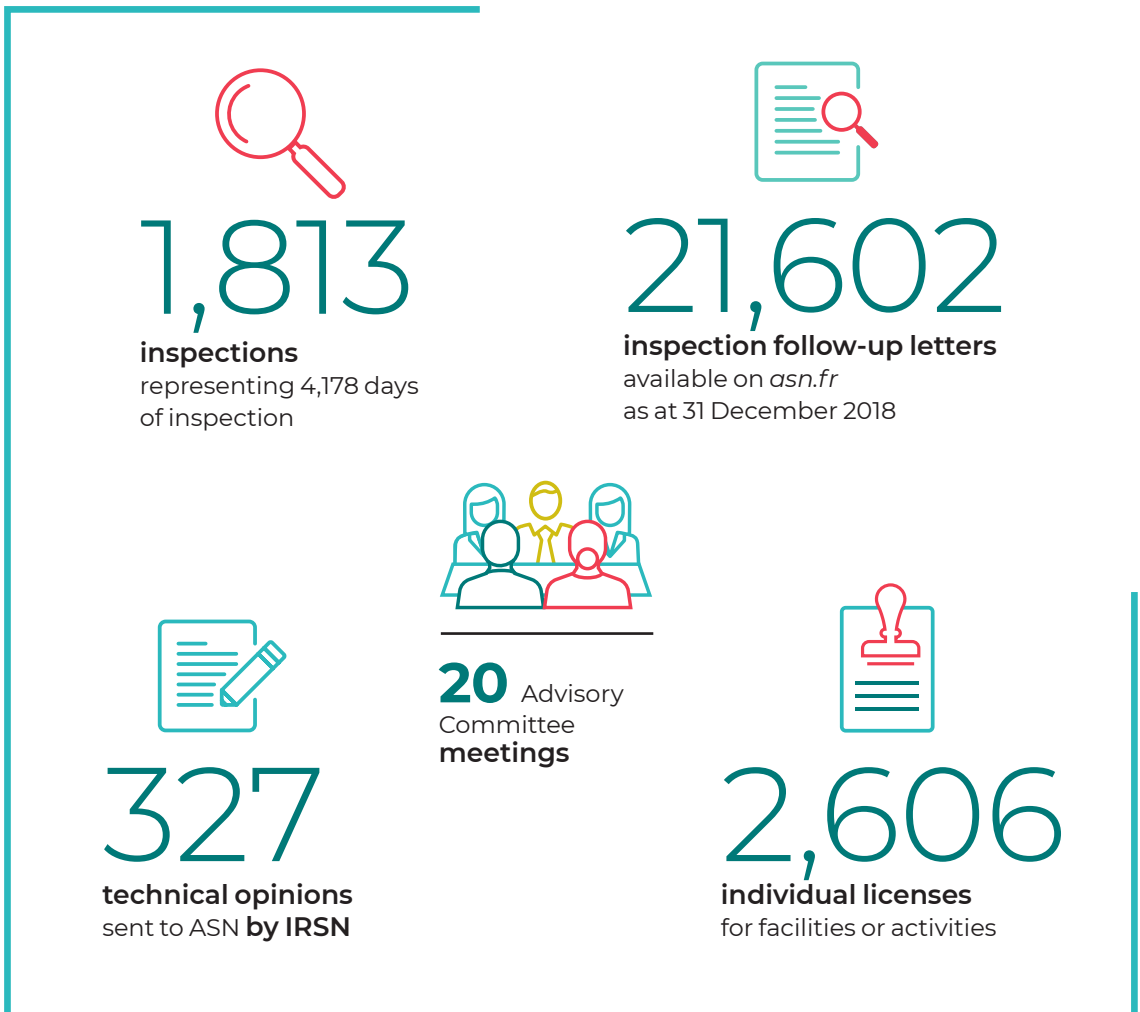 1,813
inspections
representing 4,178 days
of inspection
21,602
inspection follow-up letters
available on asn.fr
as at 31 December 2018
20 Advisory
Committee
meetings
327
technical opinions
sent to ASN by IRSN
2,606
individual licenses
for facilities or activities